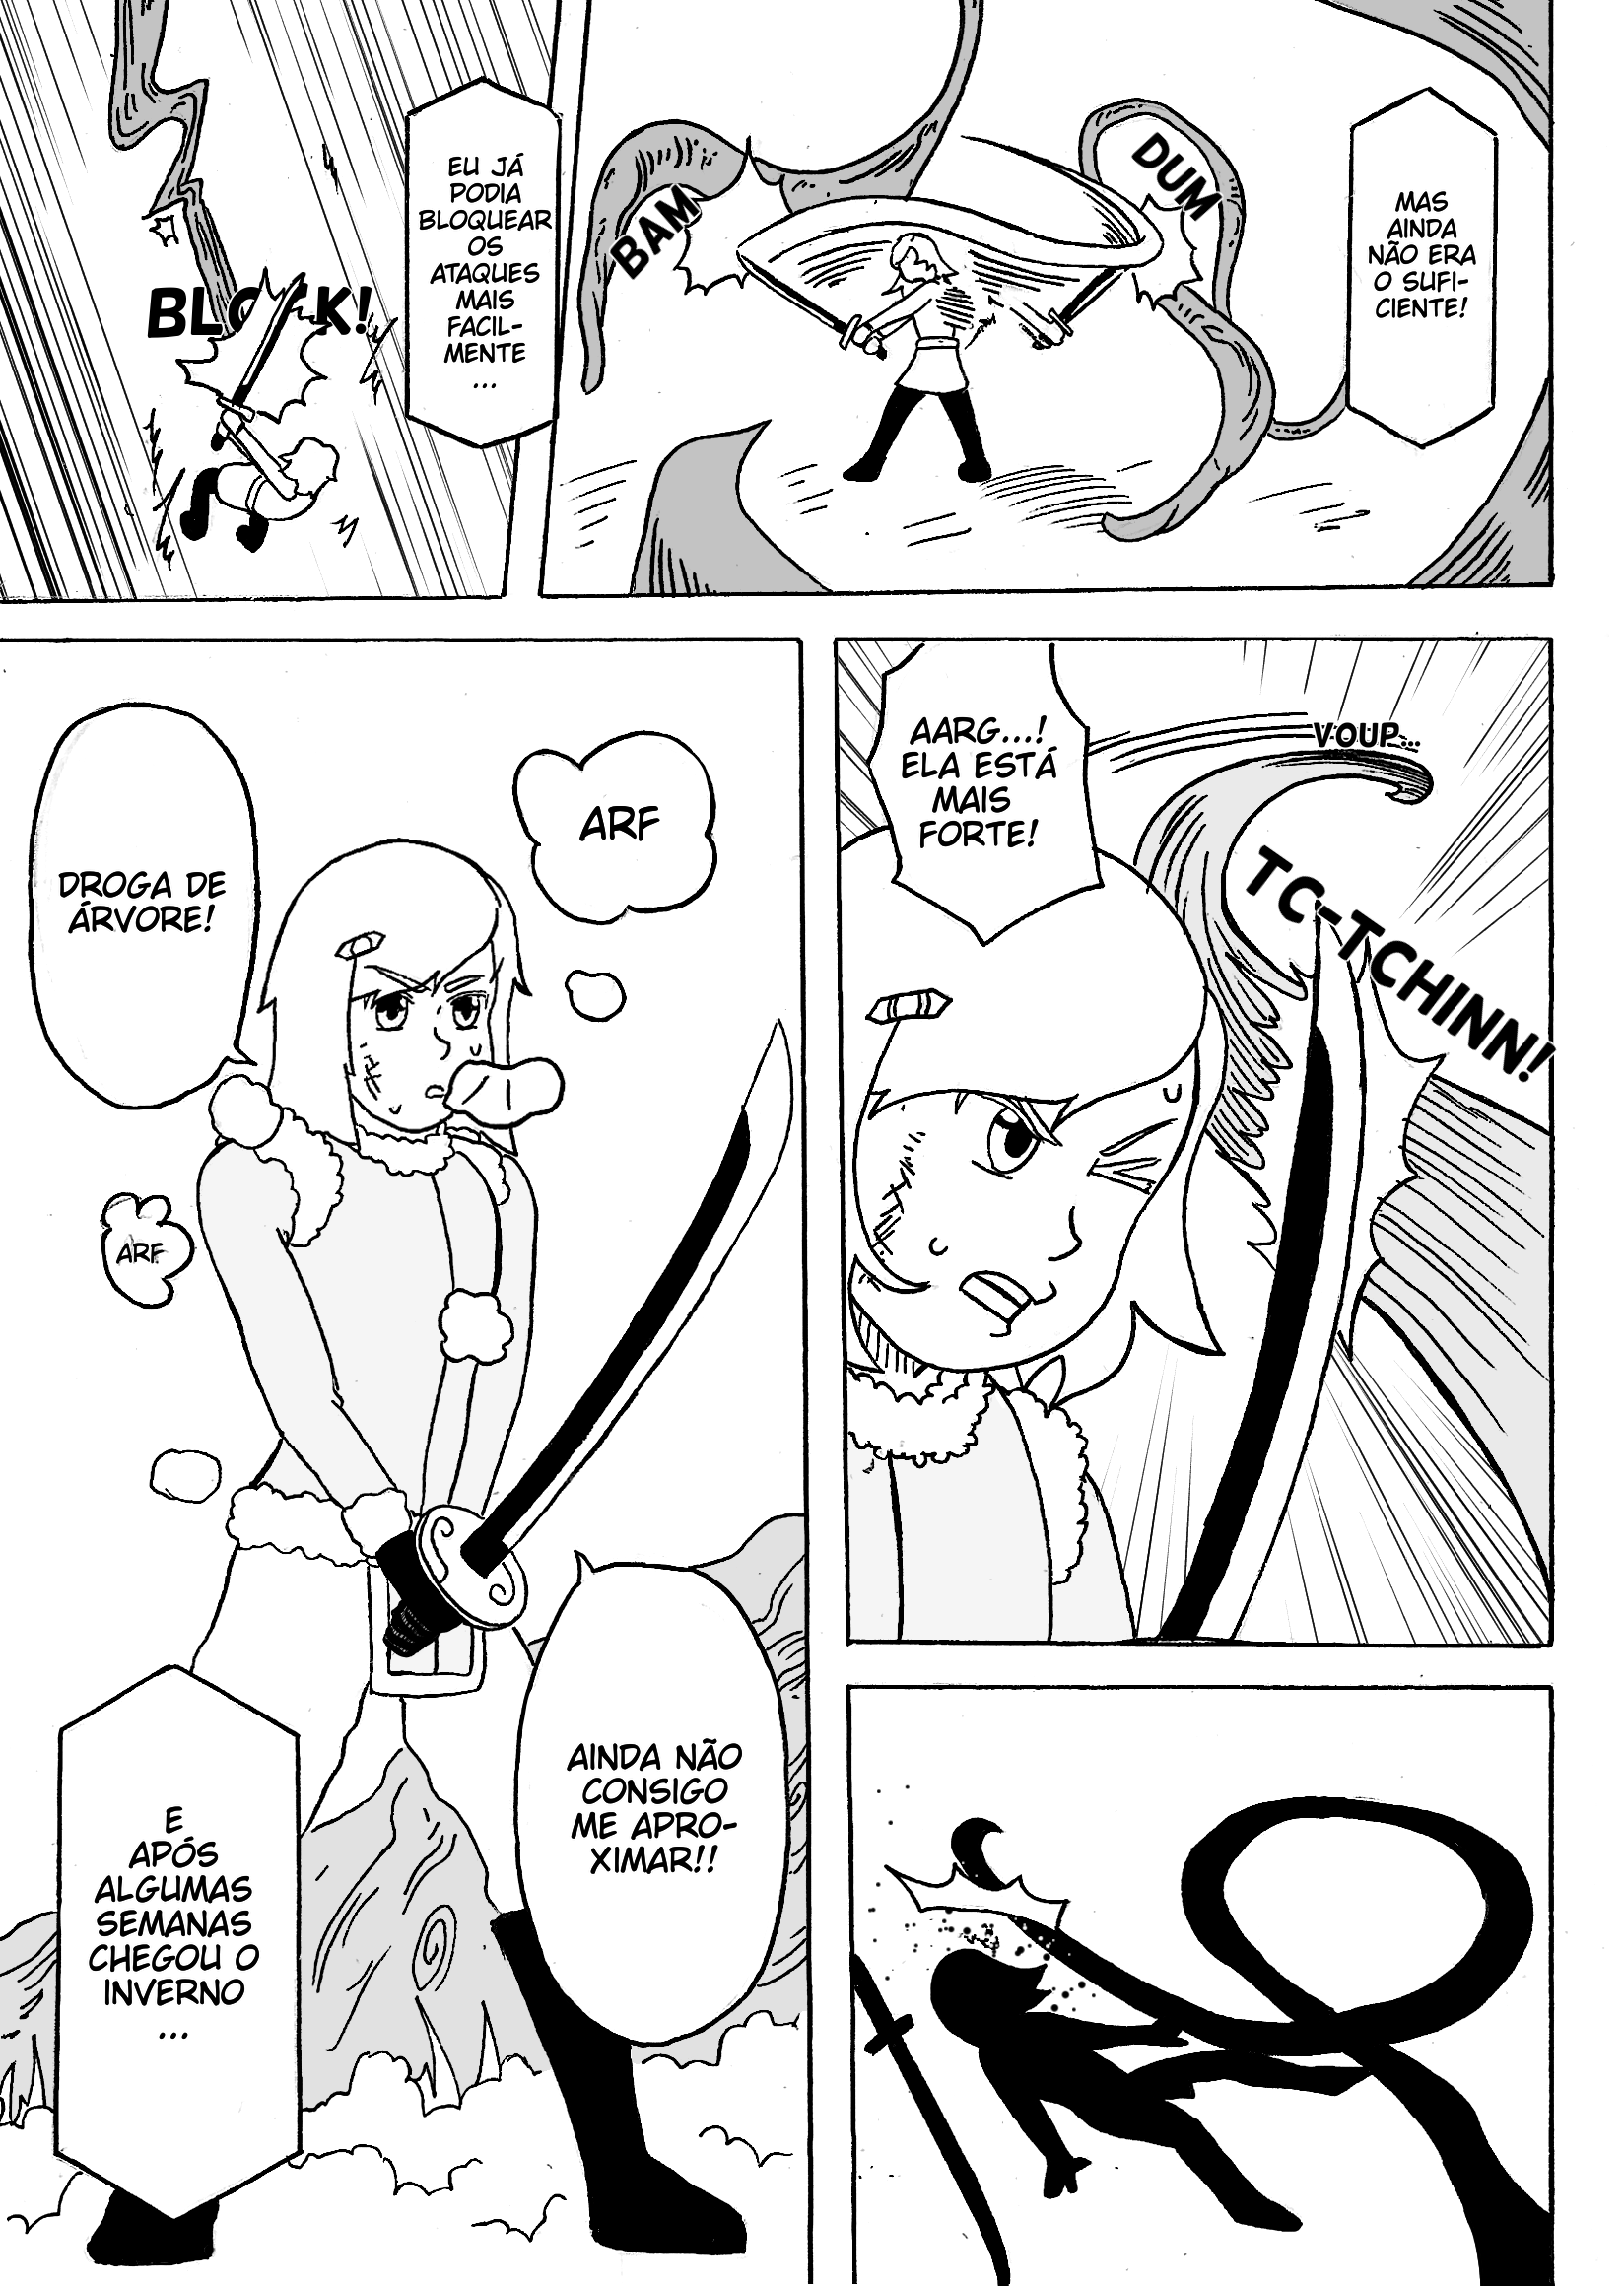 BLOCK!
EU JÁ
PODIA
BLOQUEAR
OS
ATAQUES
MAIS
FACIL-
MENTE
...
BAM
DUM
MAS
AINDA
NÃO ERA
O SUFI-
CIENTE!
DROGA DE
ÁRVORE!
ARF
ARF
E
APÓS
ALGUMAS
SEMANAS
CHEGOU O
INVERNO
...
AINDA NÃO
CONSIGO
ME APRO-
XIMAR!!
AARG...!
ELA ESTÁ
MAIS
FORTE!
VOUP...
TC-TCHINN!